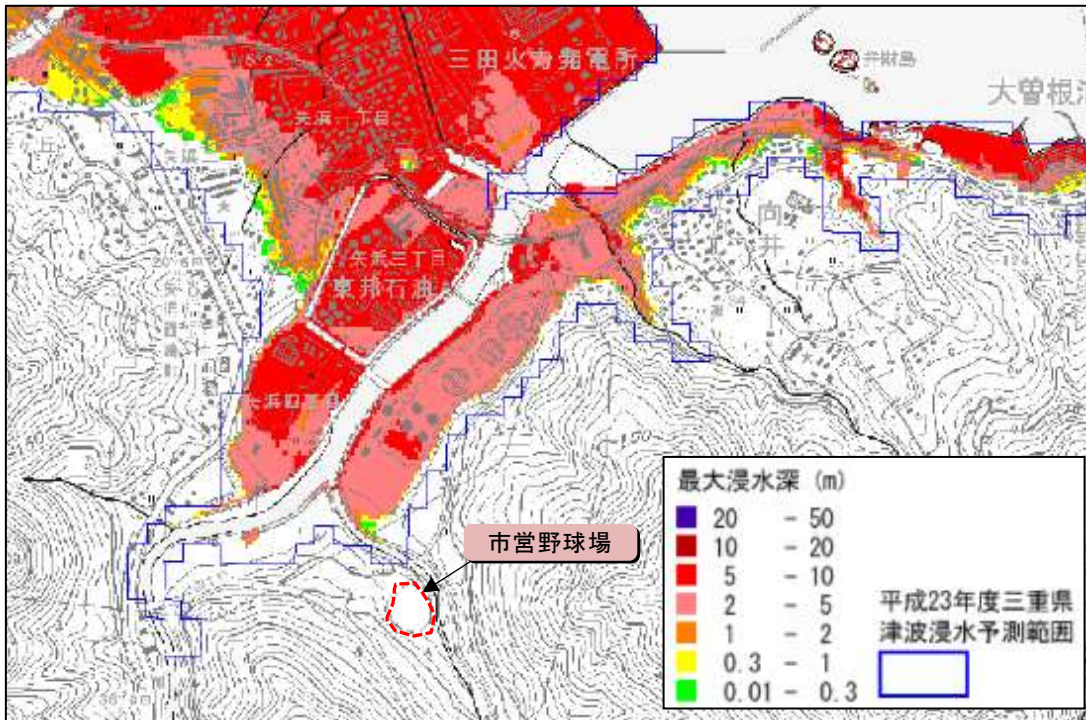 三田火力発電所
弁財島
大曽根
矢浜一丁目
向井
矢浜三丁目
東邦石油
矢浜四丁目
市営野球場
最大浸水深 (m)
20 - 50
10 - 20
5 - 10
2 - 5
1 - 2
0.3 - 1
0.01 - 0.3
平成23年度三重県
津波浸水予測範囲